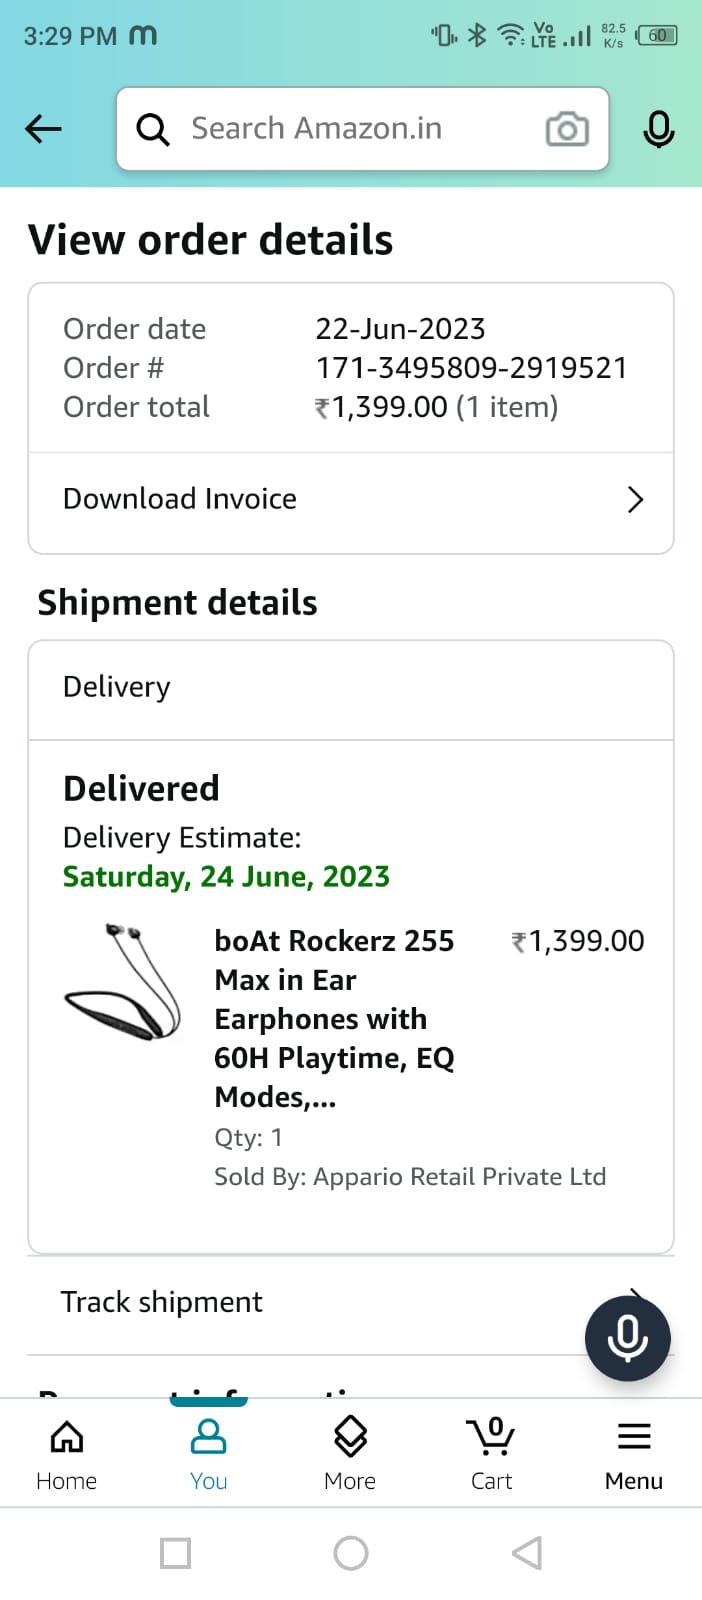 3:29 PM m
Vo LTE 82.5 K/s 60
Search Amazon.in
View order details
Order date 22-Jun-2023
Order # 171-3495809-2919521
Order total ₹1,399.00 (1 item)
Download Invoice
Shipment details
Delivery
Delivered
Delivery Estimate:
Saturday, 24 June, 2023
boAt Rockerz 255 ₹1,399.00
Max in Ear
Earphones with
60H Playtime, EQ
Modes,...
Qty: 1
Sold By: Appario Retail Private Ltd
Track shipment
0
Home You More Cart Menu